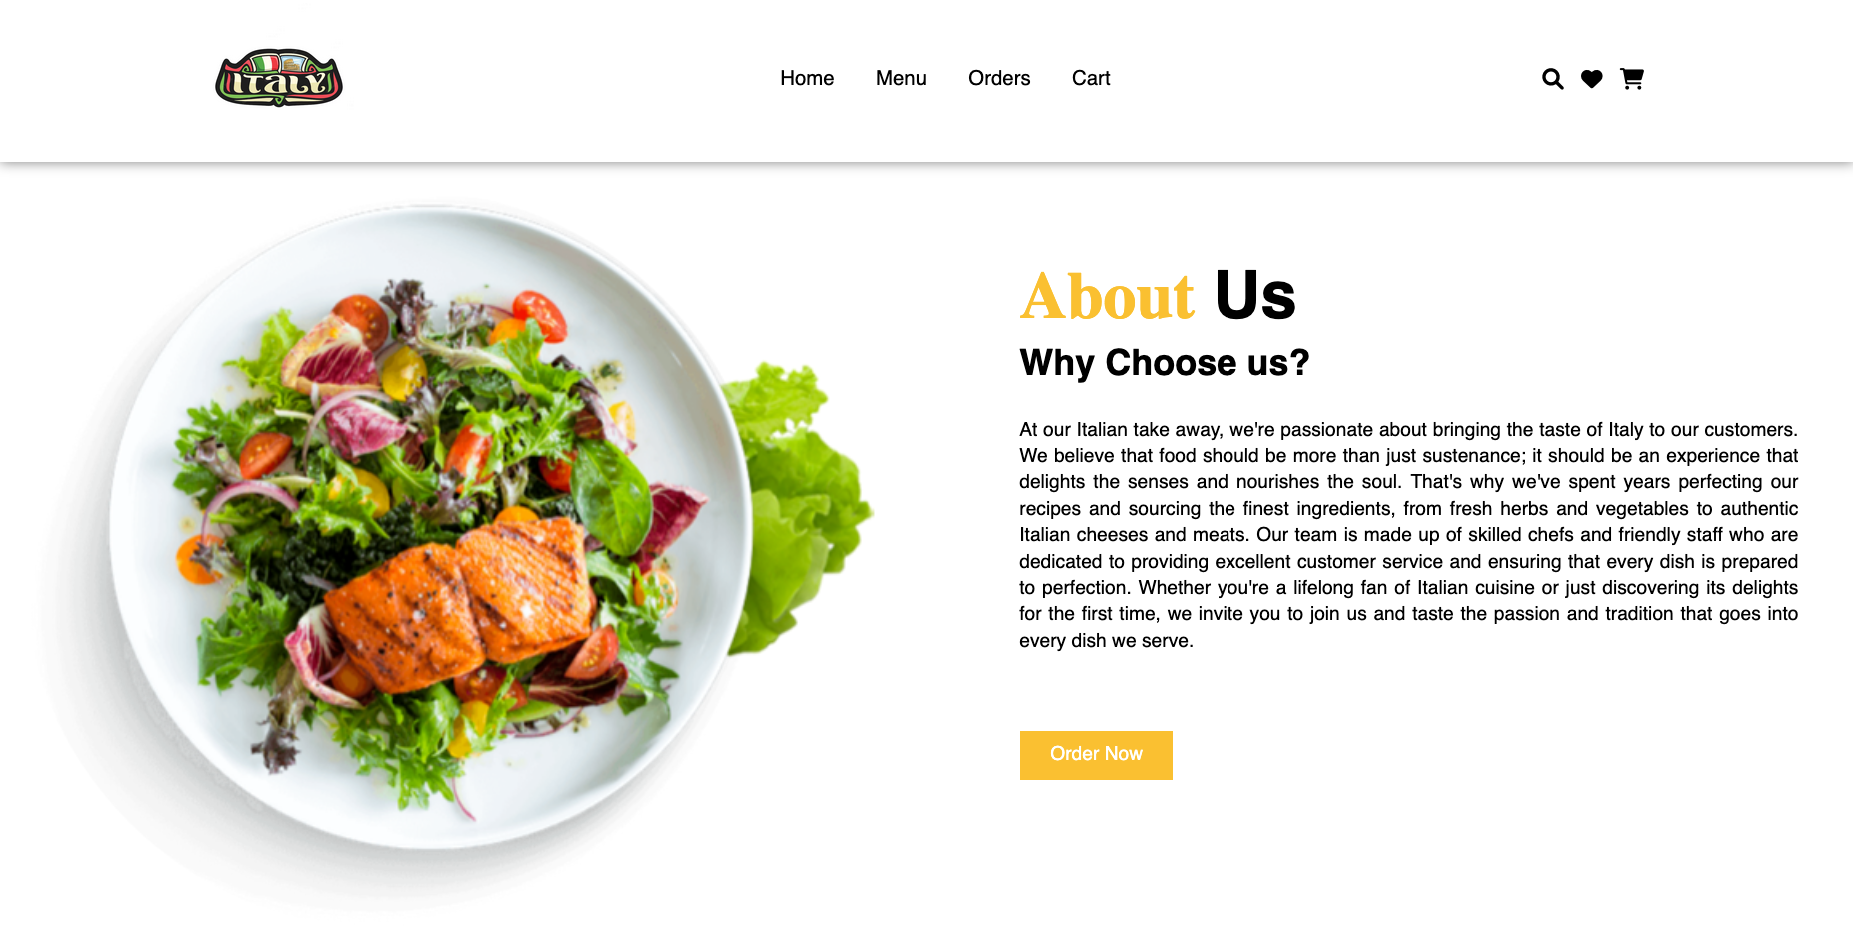 ITALY
Home Menu Orders Cart
About Us
Why Choose us?
At our Italian take away, we're passionate about bringing the taste of Italy to our customers.
We believe that food should be more than just sustenance; it should be an experience that
delights the senses and nourishes the soul. That's why we've spent years perfecting our
recipes and sourcing the finest ingredients, from fresh herbs and vegetables to authentic
Italian cheeses and meats. Our team is made up of skilled chefs and friendly staff who are
dedicated to providing excellent customer service and ensuring that every dish is prepared
to perfection. Whether you're a lifelong fan of Italian cuisine or just discovering its delights
for the first time, we invite you to join us and taste the passion and tradition that goes into
every dish we serve.
Order Now